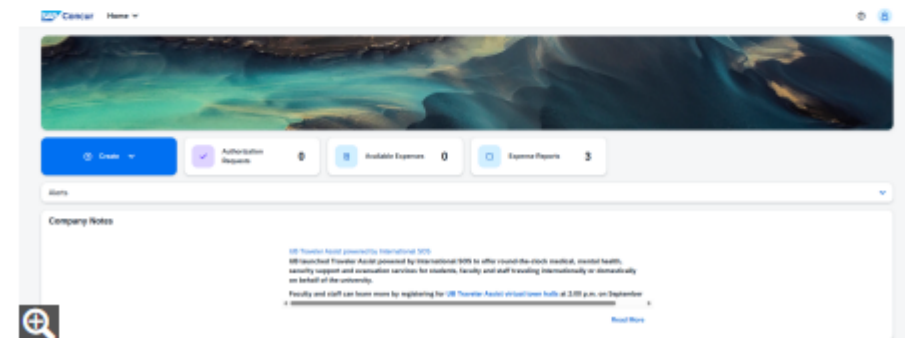 SAP Concur Home
Create
Authorization Requests 0
Available Expenses 0
Expense Reports 3
Alerts
Company Notes
UB Traveler Assist powered by International SOS
UB launched Traveler Assist powered by International SOS to offer round-the-clock medical, mental health,
security support and evacuation services for students, faculty and staff traveling internationally or domestically
on behalf of the university.
Faculty and staff can learn more by registering for UB Traveler Assist virtual town halls at 2:00 p.m. on September
Read More